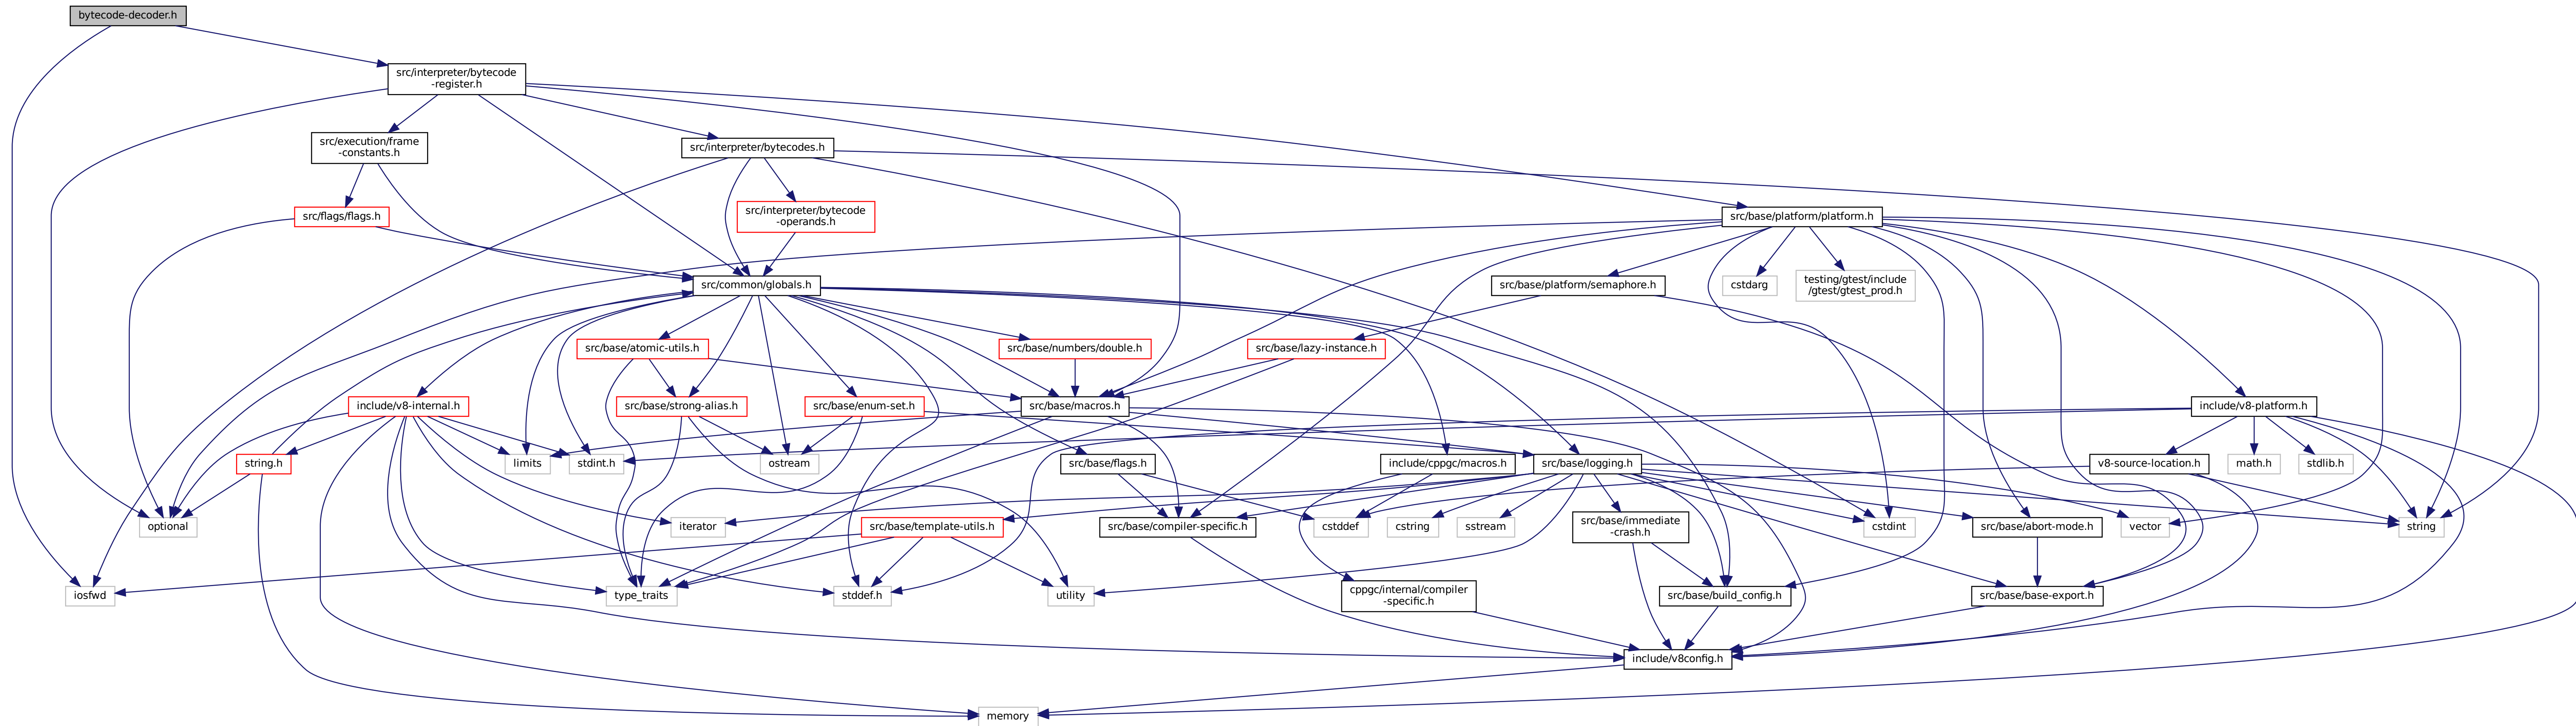 bytecode-decoder.h
src/interpreter/bytecode
-register.h
src/execution/frame
-constants.h
src/interpreter/bytecodes.h
src/flags/flags.h
src/interpreter/bytecode
-operands.h
src/base/platform/platform.h
src/common/globals.h
src/base/platform/semaphore.h
cstdarg
testing/gtest/include
/gtest/gtest_prod.h
src/base/atomic-utils.h
src/base/numbers/double.h
src/base/lazy-instance.h
include/v8-internal.h
src/base/strong-alias.h
src/base/enum-set.h
src/base/macros.h
include/v8-platform.h
string.h
limits
stdint.h
ostream
src/base/flags.h
include/cppgc/macros.h
src/base/logging.h
v8-source-location.h
math.h
stdlib.h
optional
iterator
src/base/template-utils.h
src/base/compiler-specific.h
cstddef
cstring
sstream
src/base/immediate
-crash.h
cstdint
src/base/abort-mode.h
vector
string
iosfwd
type_traits
stddef.h
utility
cppgc/internal/compiler
-specific.h
src/base/build_config.h
src/base/base-export.h
include/v8config.h
memory